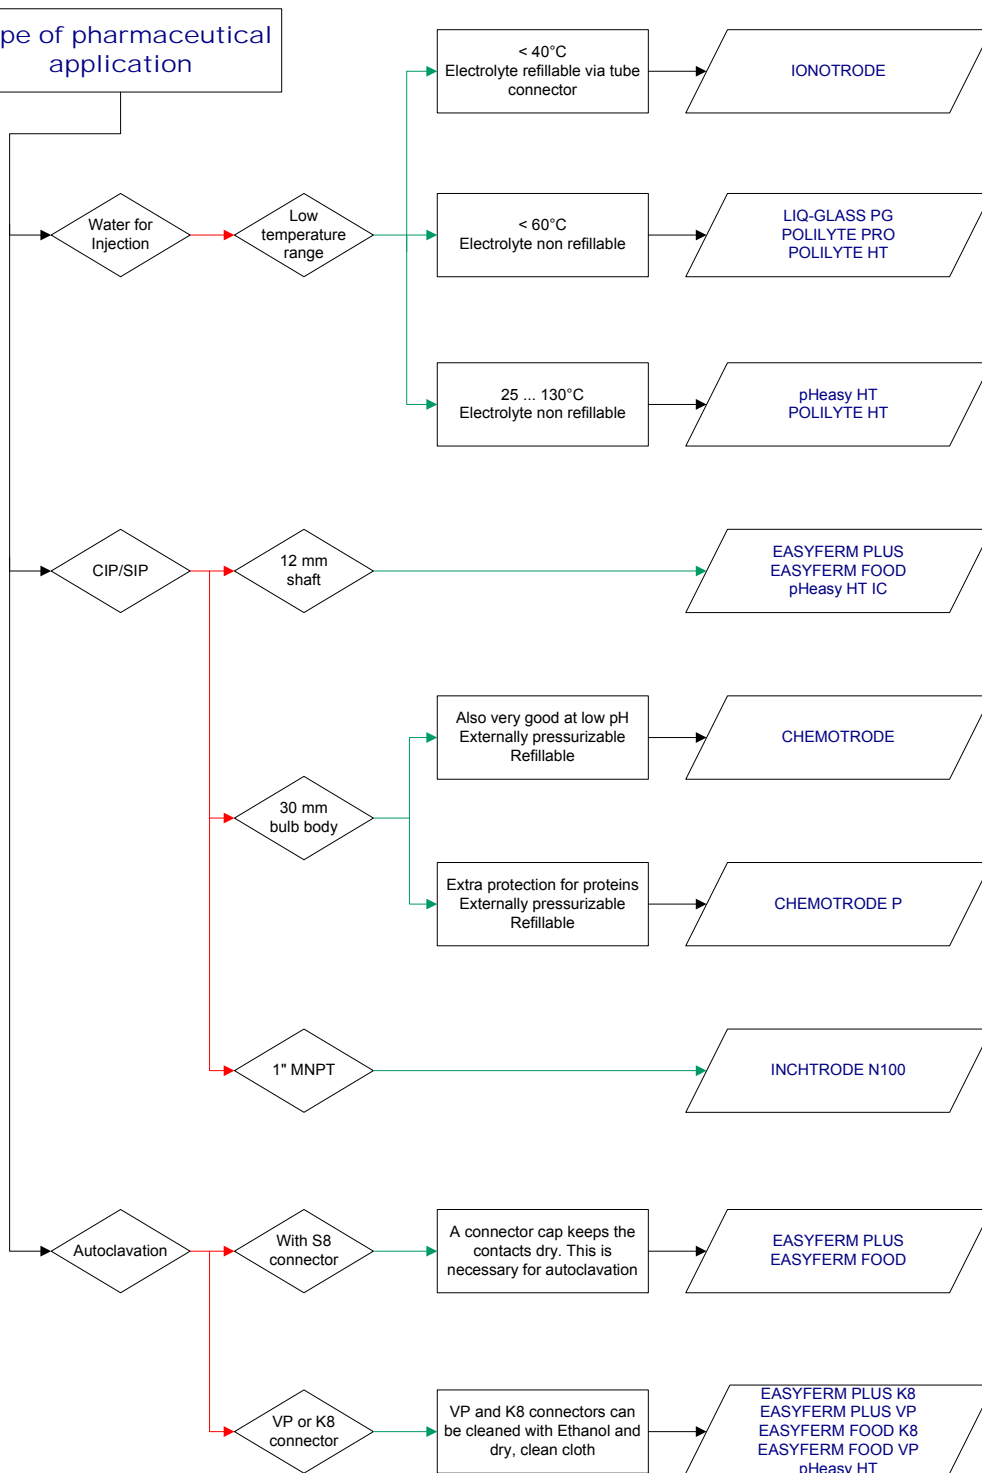 pe of pharmaceutical
application
< 40°C
Electrolyte refillable via tube
connector
IONOTRODE
Water for
Injection
Low
temperature
range
< 60°C
Electrolyte non refillable
LIQ-GLASS PG
POLILYTE PRO
POLILYTE HT
25 ... 130°C
Electrolyte non refillable
pHeasy HT
POLILYTE HT
CIP/SIP
12 mm
shaft
EASYFERM PLUS
EASYFERM FOOD
pHeasy HT IC
Also very good at low pH
Externally pressurizable
Refillable
CHEMOTRODE
30 mm
bulb body
Extra protection for proteins
Externally pressurizable
Refillable
CHEMOTRODE P
1" MNPT
INCHTRODE N100
Autoclavation
With S8
connector
A connector cap keeps the
contacts dry. This is
necessary for autoclavation
EASYFERM PLUS
EASYFERM FOOD
VP or K8
connector
VP and K8 connectors can
be cleaned with Ethanol and
dry, clean cloth
EASYFERM PLUS K8
EASYFERM PLUS VP
EASYFERM FOOD K8
EASYFERM FOOD VP
pHeasy HT